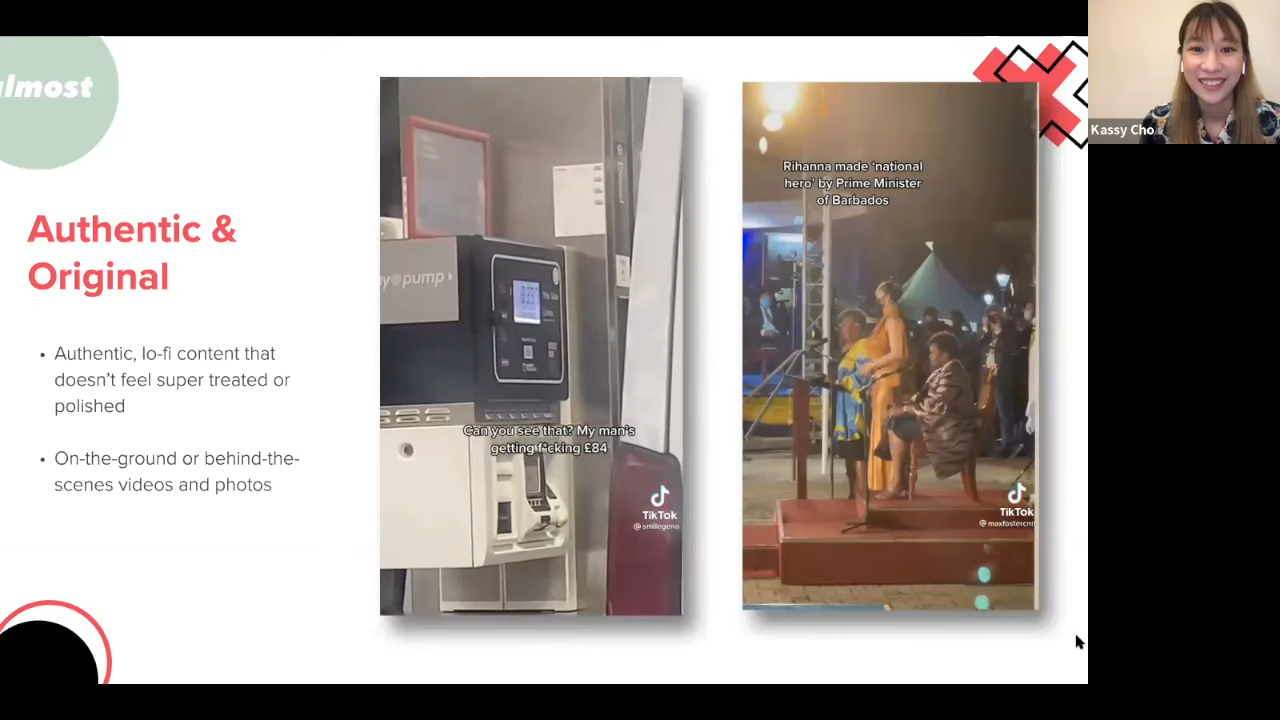 almost
Authentic &
Original
• Authentic, lo-fi content that
doesn't feel super treated or
polished
• On-the-ground or behind-the-
scenes videos and photos
pump
Can you see that? My man's
getting f*cking £84
TikTok
Rihanna made 'national
hero' by Prime Minister
of Barbados
TikTok
@maxfostercnn
Kassy Cho